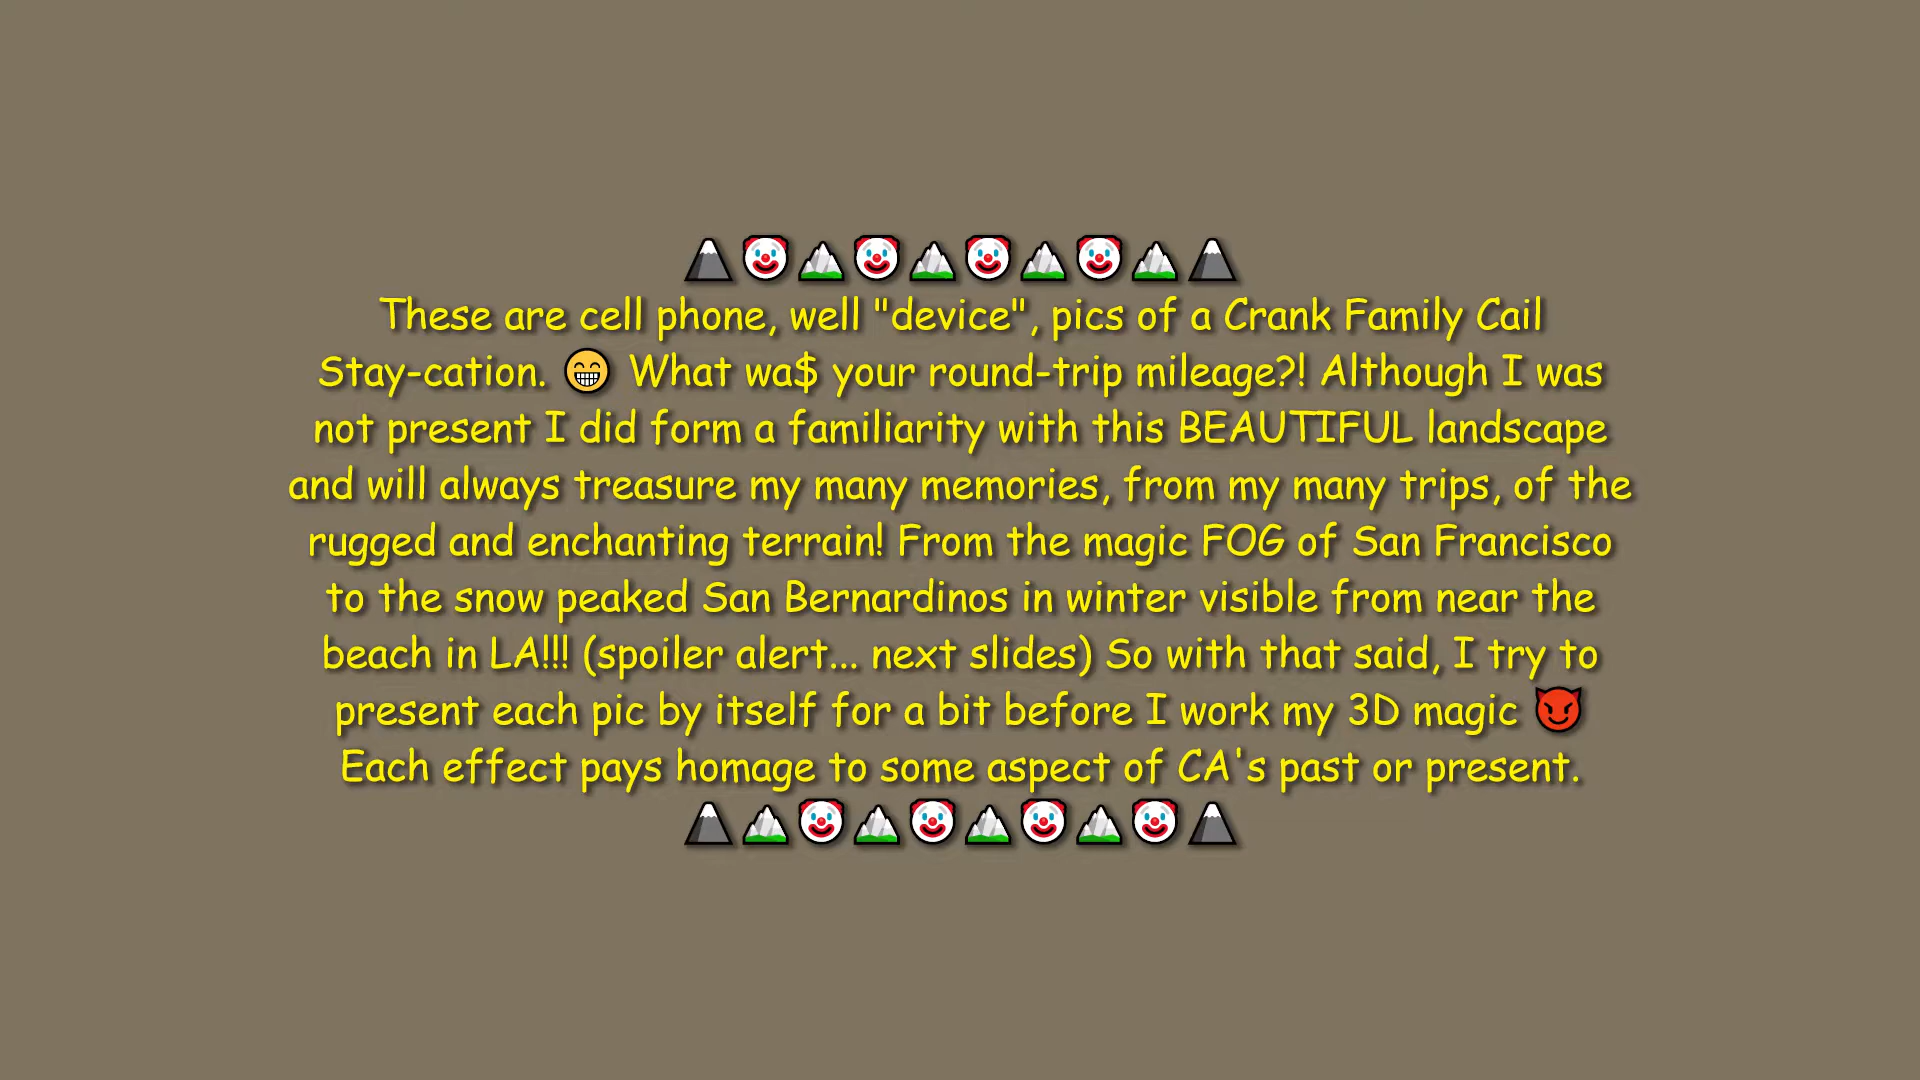 🗻🤡⛰🤡⛰🤡⛰🤡⛰🗻
These are cell phone, well "device", pics of a Crank Family Cail
Stay-cation. 😁 What wa$ your round-trip mileage?! Although I was
not present I did form a familiarity with this BEAUTIFUL landscape
and will always treasure my many memories, from my many trips, of the
rugged and enchanting terrain! From the magic FOG of San Francisco
to the snow peaked San Bernardinos in winter visible from near the
beach in LA!!! (spoiler alert... next slides) So with that said, I try to
present each pic by itself for a bit before I work my 3D magic 😈
Each effect pays homage to some aspect of CA's past or present.
🗻⛰🤡⛰🤡⛰🤡⛰🤡🗻